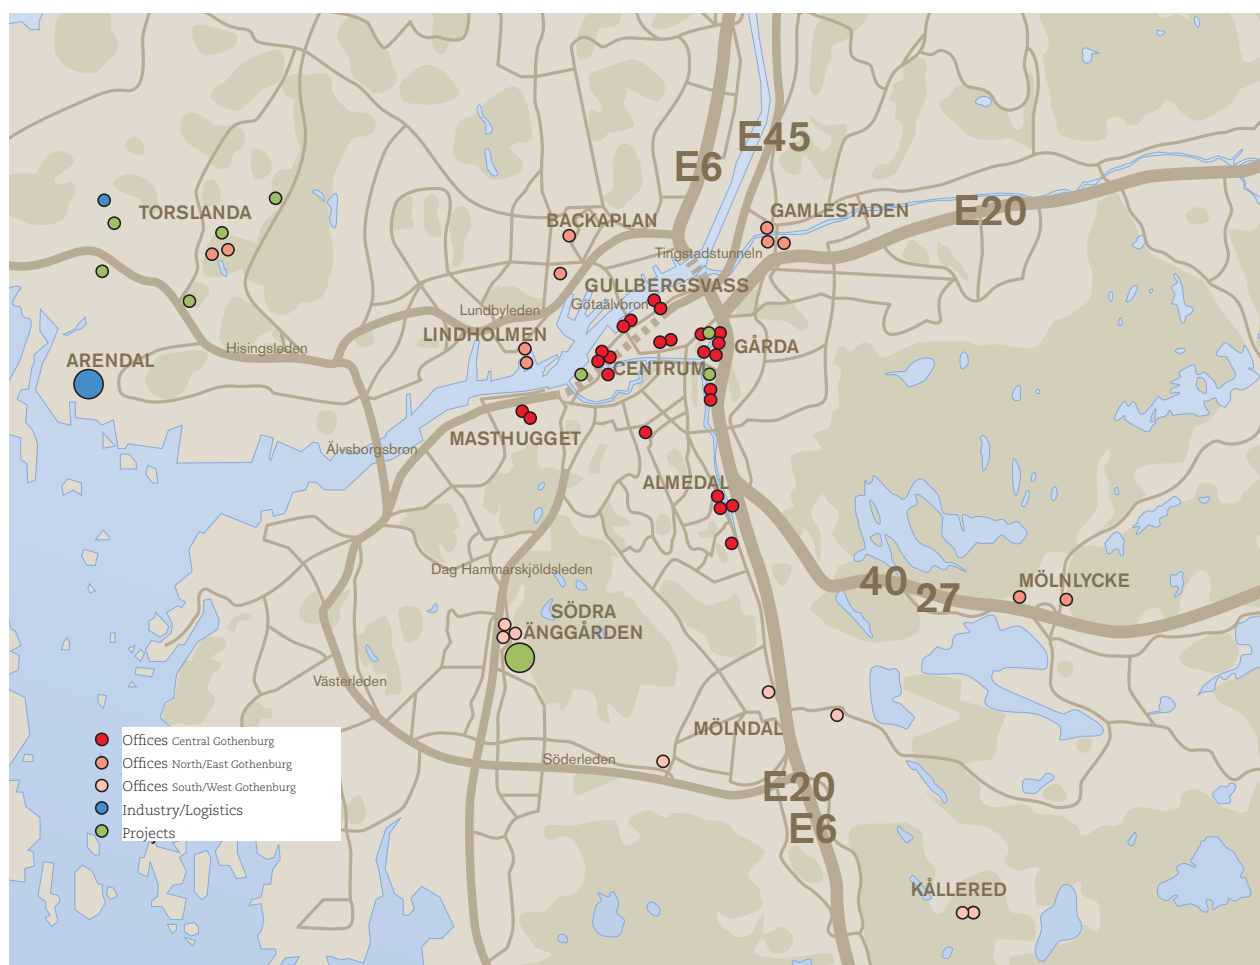 E45
E6
TORSLANDA
BACKAPLAN
GAMLESTADEN
E20
Tingstadstunneln
GULLBERGSVASS
Götaälvbron
Lundbyleden
LINDHOLMEN
Hisingsleden
GÅRDA
ARENDAL
CENTRUM
MASTHUGGET
Älvsborgsbron
ALMEDAL
Dag Hammarskjöldsleden
40
27
MÖLNLYCKE
SÖDRA
ÄNGGÅRDEN
Västerleden
MÖLNDAL
Söderleden
E20
E6
KÅLLERED
Offices Central Gothenburg
Offices North/East Gothenburg
Offices South/West Gothenburg
Industry/Logistics
Projects